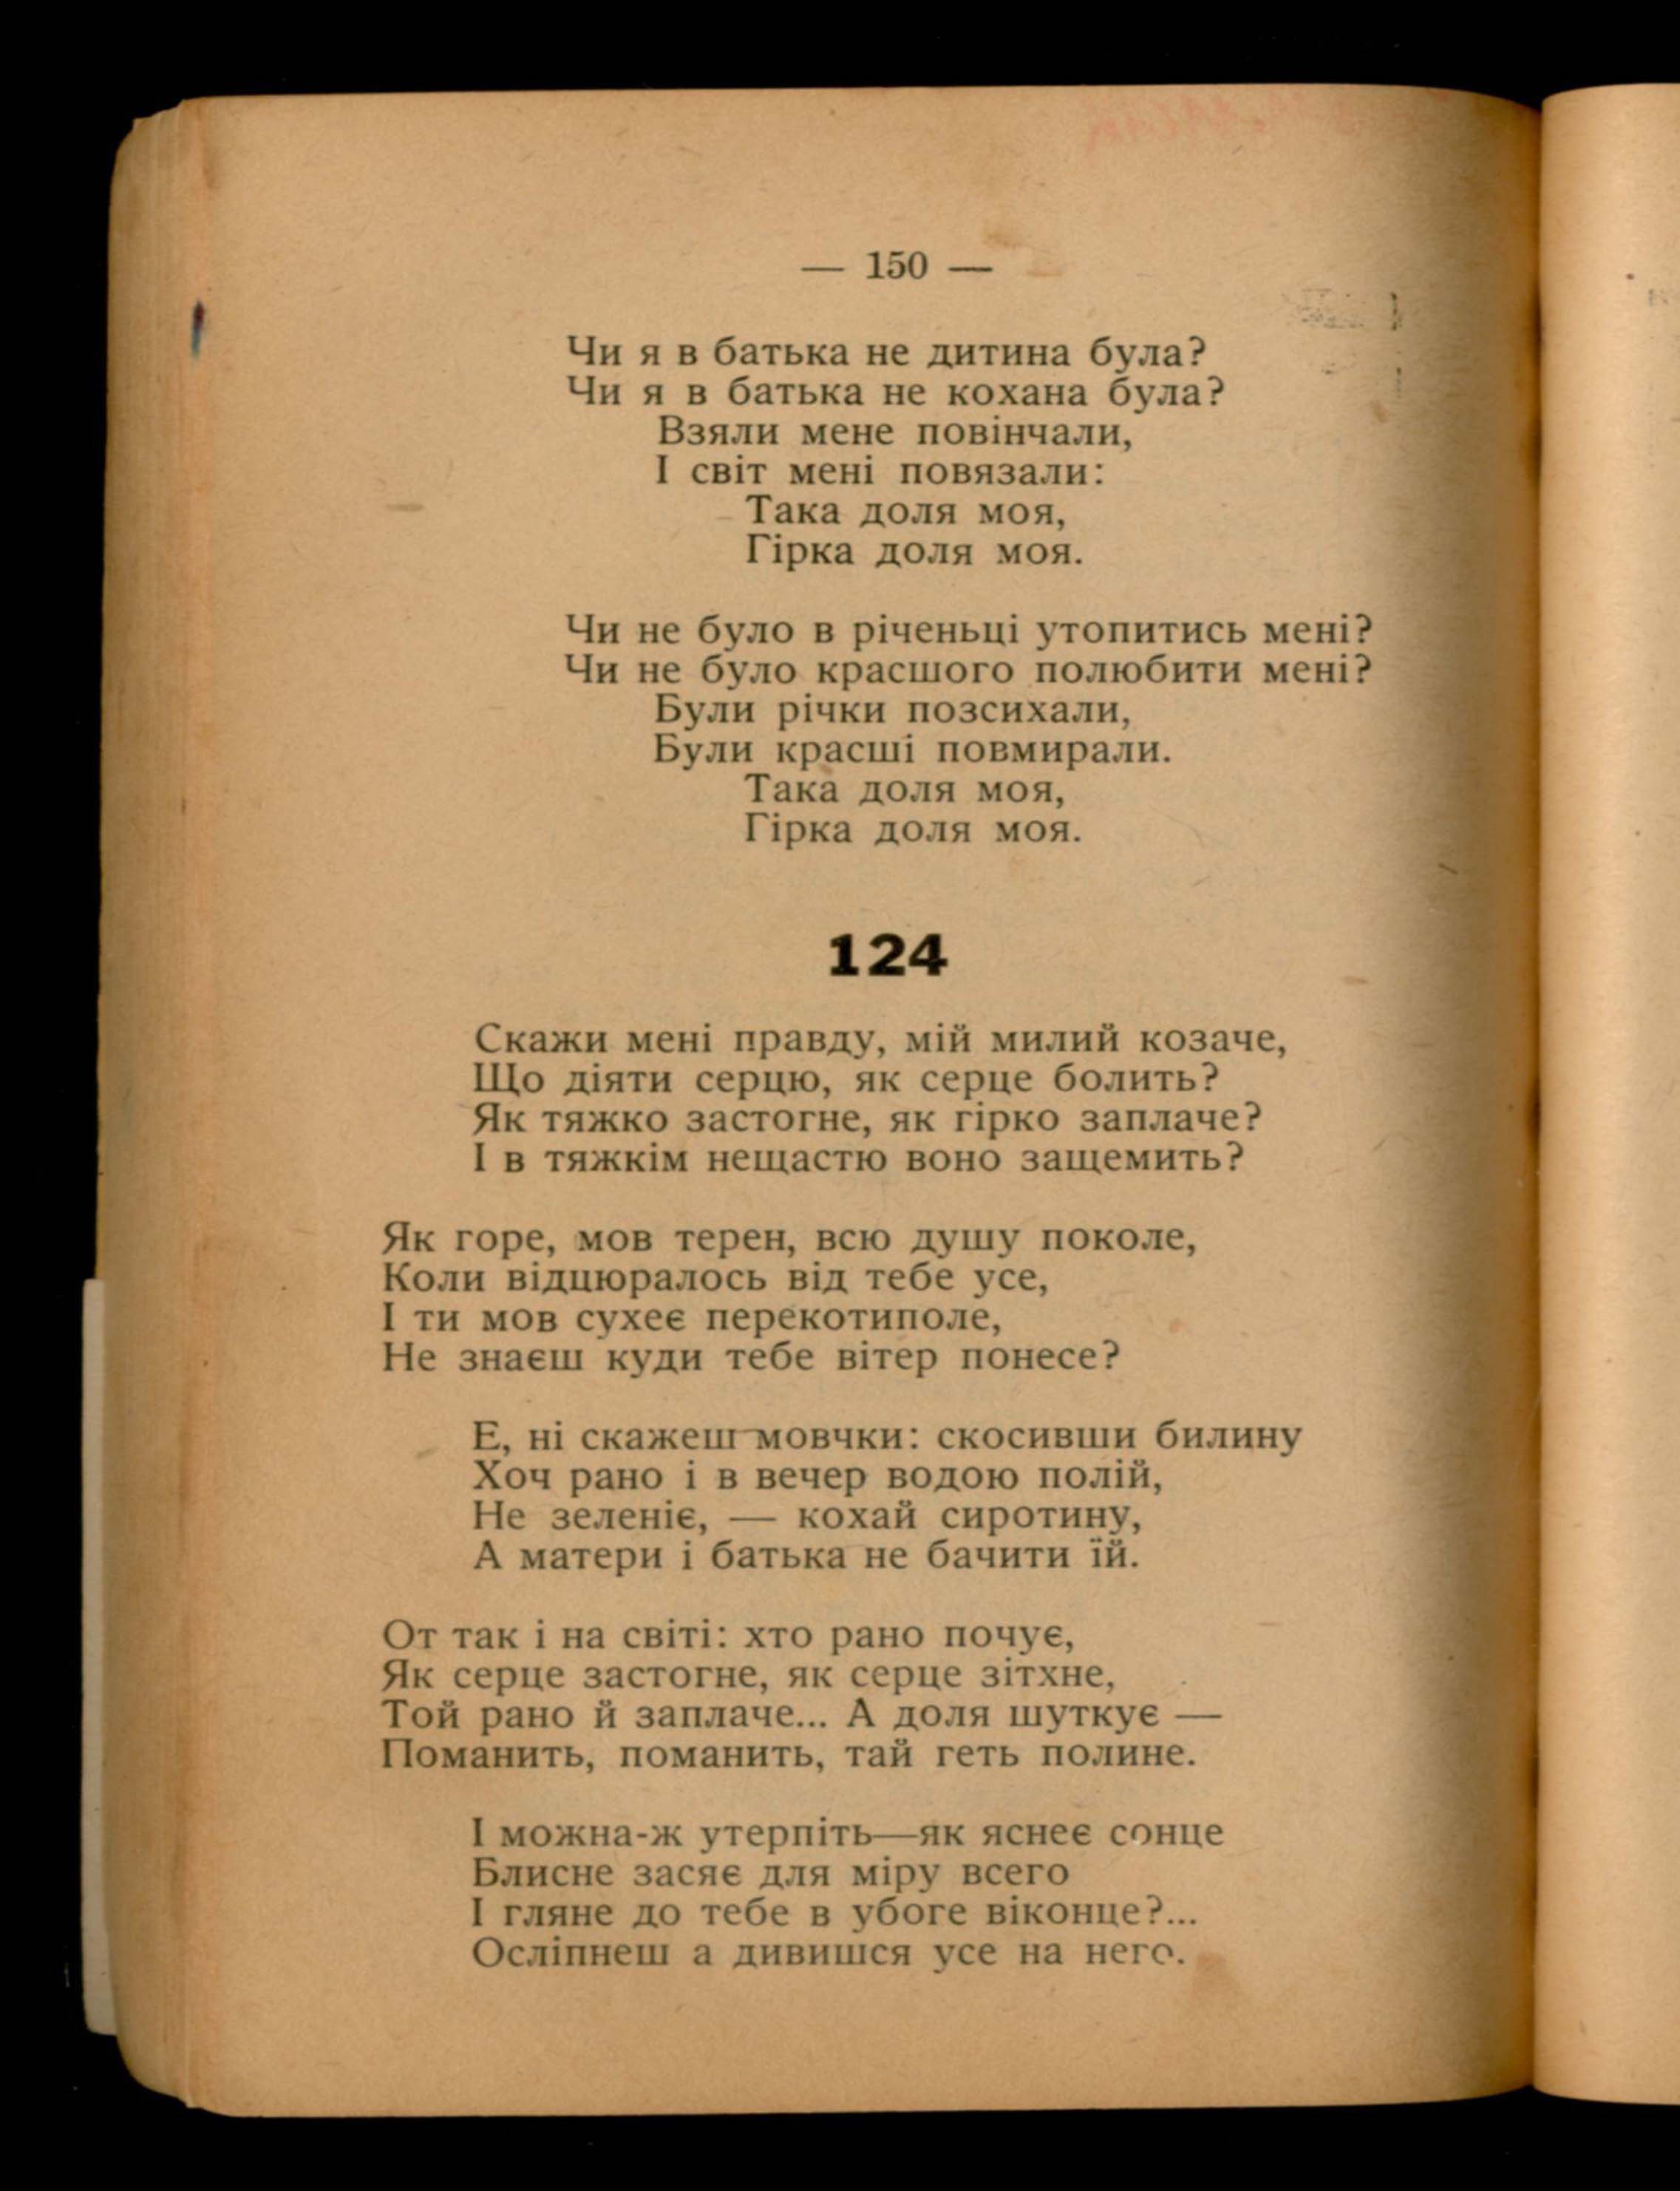 — 150 —
Чи я в батька не дитина була?
Чи я в батька не кохана була?
Взяли мене повінчали,
І світ мені повязали:
Така доля моя,
Гірка доля моя.
Чи не було в річеньці утопитись мені?
Чи не було красшого полюбити мені?
Були річки позсихали,
Були красші повмирали.
Така доля моя,
Гірка доля моя.
124
Скажи мені правду, мій милий козаче,
Що діяти серцю, як серце болить?
Як тяжко застогне, як гірко заплаче?
І в тяжкім нещастю воно защемить?
Як горе, мов терен, всю душу поколе,
Коли відцюралось від тебе усе,
І ти мов сухеє перекотиполе,
Не знаєш куди тебе вітер понесе?
Е, ні скажеш мовчки: скосивши билину
Хоч рано і в вечер водою полій,
Не зеленіє, — кохай сиротину,
А матери і батька не бачити їй.
От так і на світі: хто рано почує,
Як серце застогне, як серце зітхне,
Той рано й заплаче... А доля шуткує —
Поманить, поманить, тай геть полине.
І можна-ж утерпіть—як яснеє сонце
Блисне засяє для міру всего
І гляне до тебе в убоге віконце?...
Осліпнеш а дивишся усе на него.